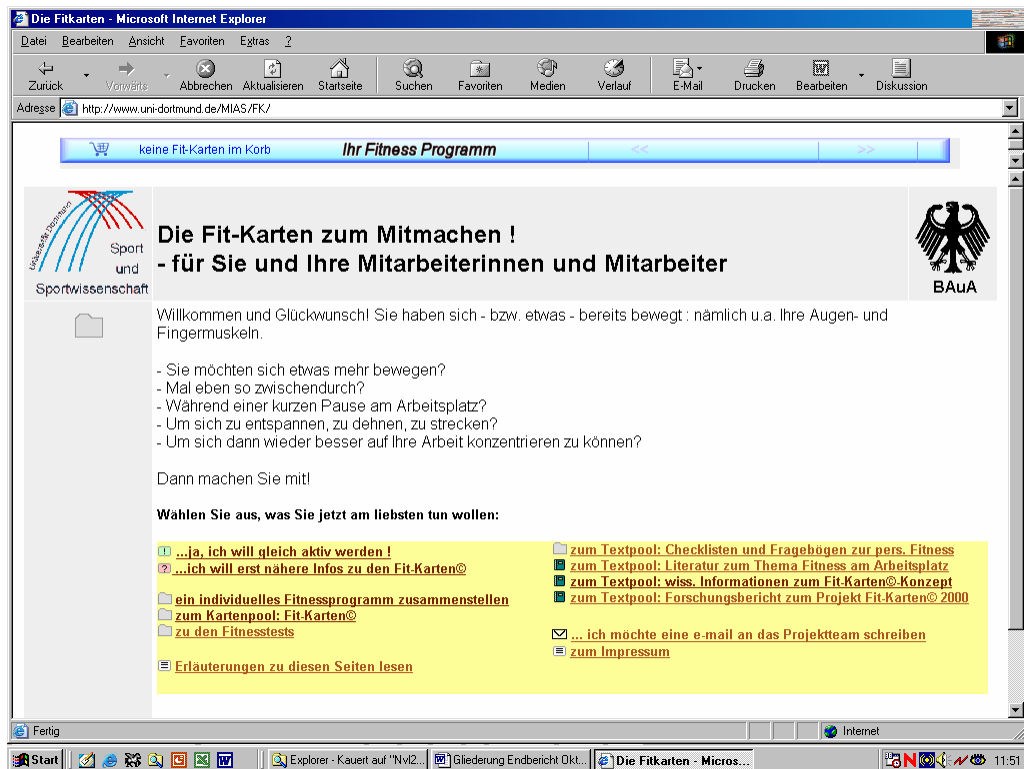 Die Fitkarten - Microsoft Internet Explorer
Datei Bearbeiten Ansicht Favoriten Extras ?
Zurück Vorwärts Abbrechen Aktualisieren Startseite Suchen Favoriten Medien Verlauf E-Mail Drucken Bearbeiten Diskussion
Adresse http://www.uni-dortmund.de/MIAS/FK/
keine Fit-Karten im Korb Ihr Fitness Programm << >>
Universität Dortmund
Sport
und
Sportwissenschaft
Die Fit-Karten zum Mitmachen !
- für Sie und Ihre Mitarbeiterinnen und Mitarbeiter
BAuA
Willkommen und Glückwunsch! Sie haben sich - bzw. etwas - bereits bewegt : nämlich u.a. Ihre Augen- und
Fingermuskeln.
- Sie möchten sich etwas mehr bewegen?
- Mal eben so zwischendurch?
- Während einer kurzen Pause am Arbeitsplatz?
- Um sich zu entspannen, zu dehnen, zu strecken?
- Um sich dann wieder besser auf Ihre Arbeit konzentrieren zu können?
Dann machen Sie mit!
Wählen Sie aus, was Sie jetzt am liebsten tun wollen:
...ja, ich will gleich aktiv werden !
...ich will erst nähere Infos zu den Fit-Karten©
ein individuelles Fitnessprogramm zusammenstellen
zum Kartenpool: Fit-Karten©
zu den Fitnesstests
Erläuterungen zu diesen Seiten lesen
zum Textpool: Checklisten und Fragebögen zur pers. Fitness
zum Textpool: Literatur zum Thema Fitness am Arbeitsplatz
zum Textpool: wiss. Informationen zum Fit-Karten©-Konzept
zum Textpool: Forschungsbericht zum Projekt Fit-Karten© 2000
... ich möchte eine e-mail an das Projektteam schreiben
zum Impressum
Fertig Internet
Start Explorer - Kauert auf "Nvl2... Gliederung Endbericht Okt... Die Fitkarten - Micros... 11:51